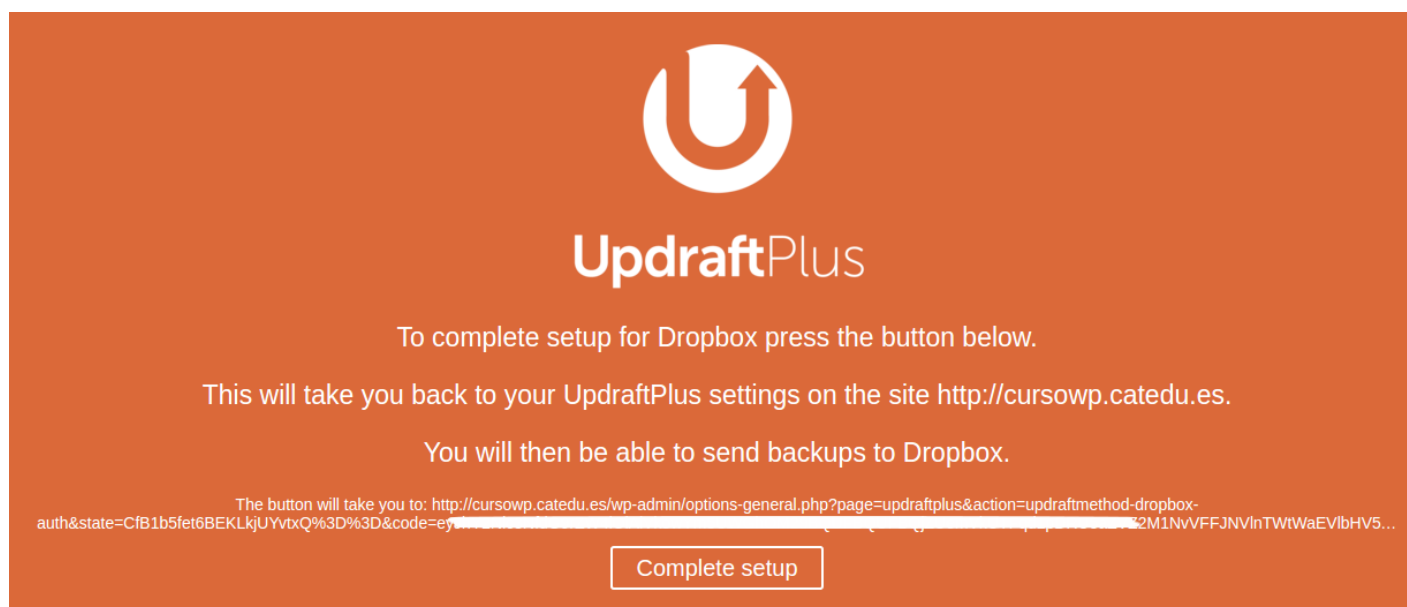 UpdraftPlus
To complete setup for Dropbox press the button below.
This will take you back to your UpdraftPlus settings on the site http://cursowp.catedu.es.
You will then be able to send backups to Dropbox.
The button will take you to: http://cursowp.catedu.es/wp-admin/options-general.php?page=updraftplus&action=updraftmethod-dropbox-
auth&state=CfB1b5fet6BEKLkjUYvtxQ%3D%3D&code=ey 2M1NvVFFJNVlnTWtWaEVlbHV5...
Complete setup